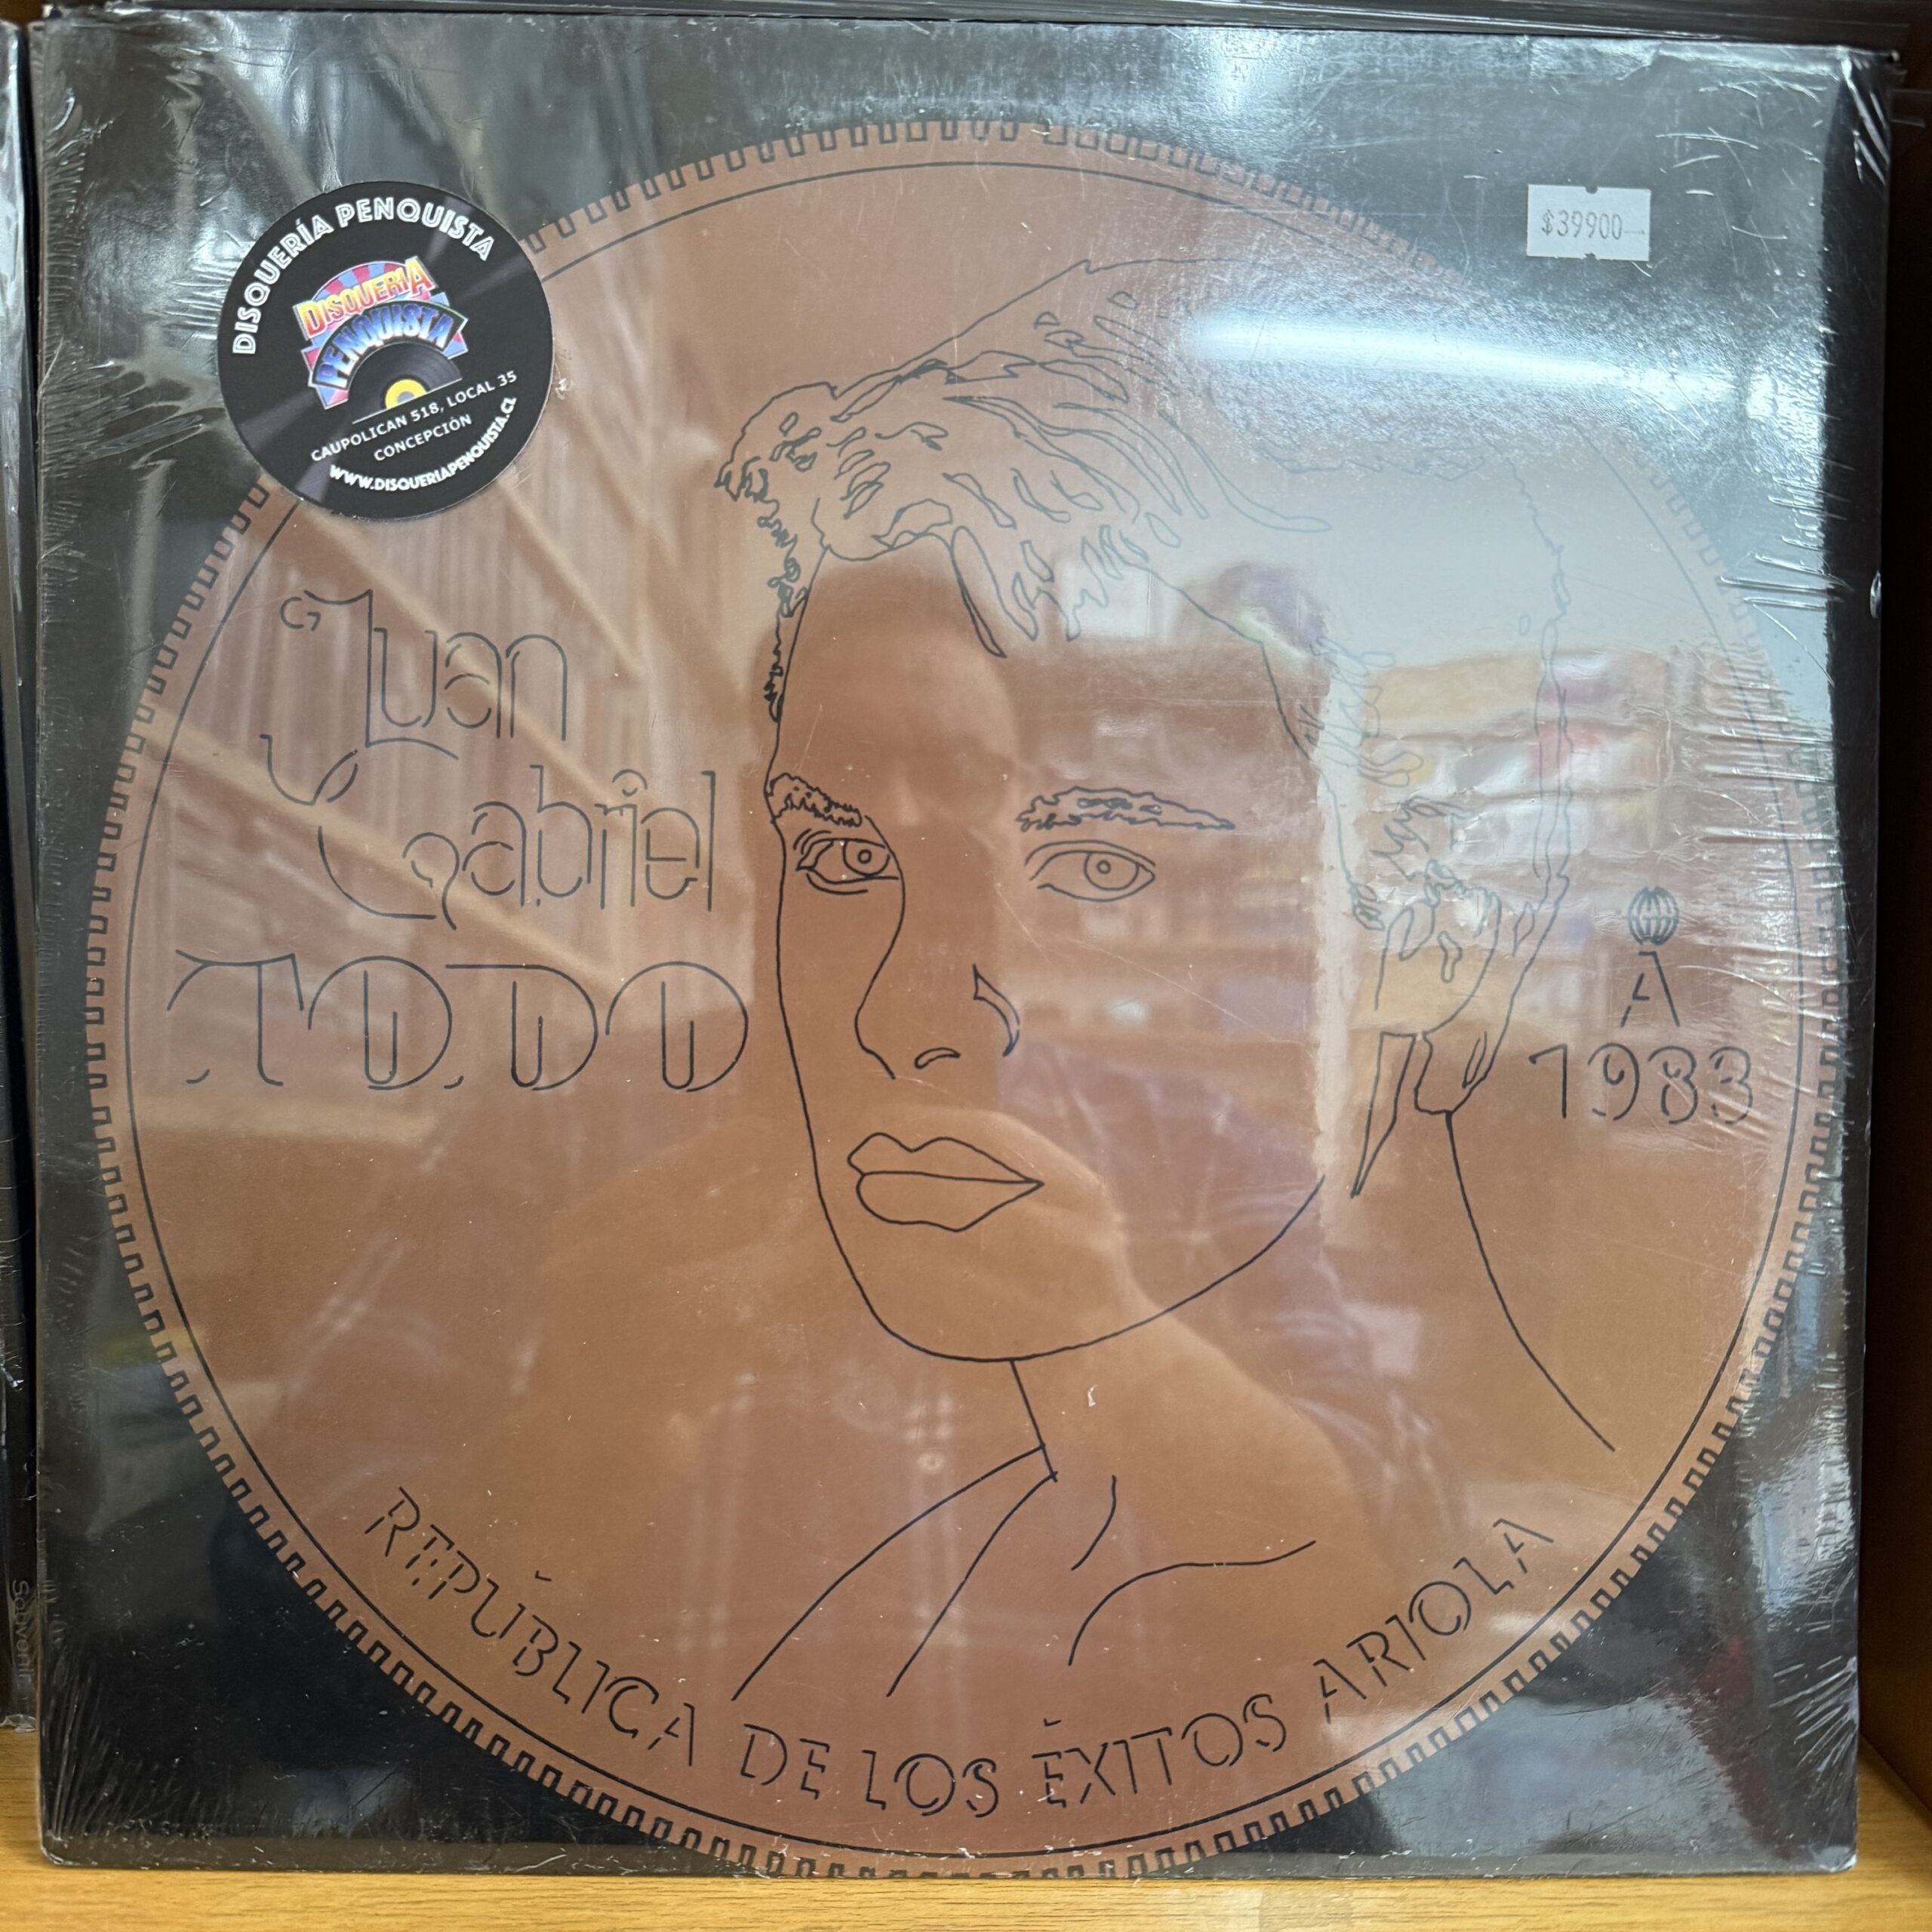 DISQUERÍA PENQUISTA
DISQUERIA
PENQUISTA
CAUPOLICAN 518, LOCAL 35
CONCEPCIÓN
WWW.DISQUERIAPENQUISTA.CL
$39900
Juan
Gabriel
TODO
A
1983
REPÚBLICA DE LOS ÉXITOS ARIOLA
Souvenir